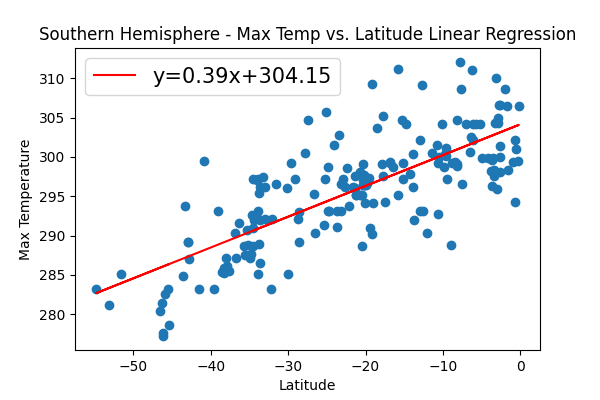 Southern Hemisphere - Max Temp vs. Latitude Linear Regression
y=0.39x+304.15
310
305
300
295
290
285
280
Max Temperature
−50 −40 −30 −20 −10 0
Latitude